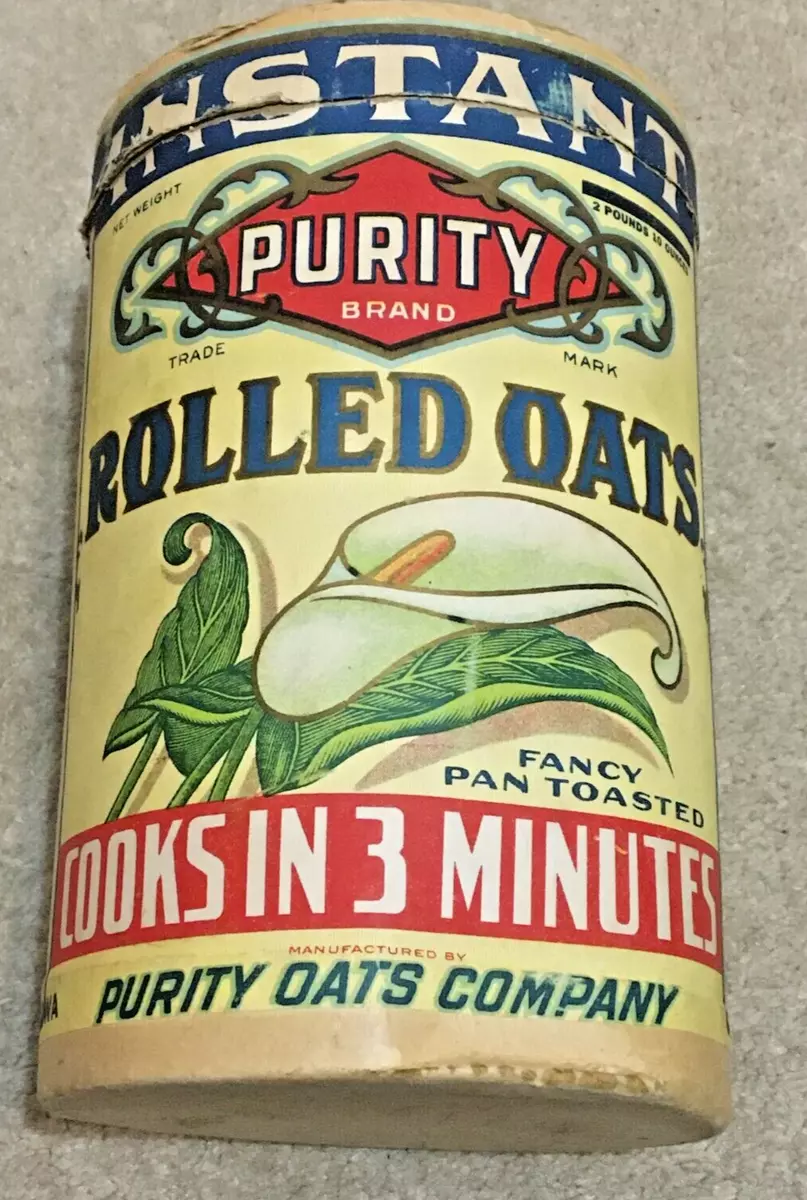 INSTANT
NET WEIGHT
2 POUNDS 10 OUNCES
PURITY
BRAND
TRADE MARK
ROLLED OATS
FANCY
PAN TOASTED
COOKS IN 3 MINUTES
MANUFACTURED BY
PURITY OATS COMPANY